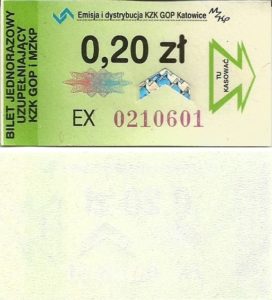 Emisja i dystrybucja KZK GOP Katowice
MZKP
BILET JEDNORAZOWY
UZUPEŁNIAJĄCY
KZK GOP i MZKP
0,20 zł
TU
KASOWAĆ
EX 0210601